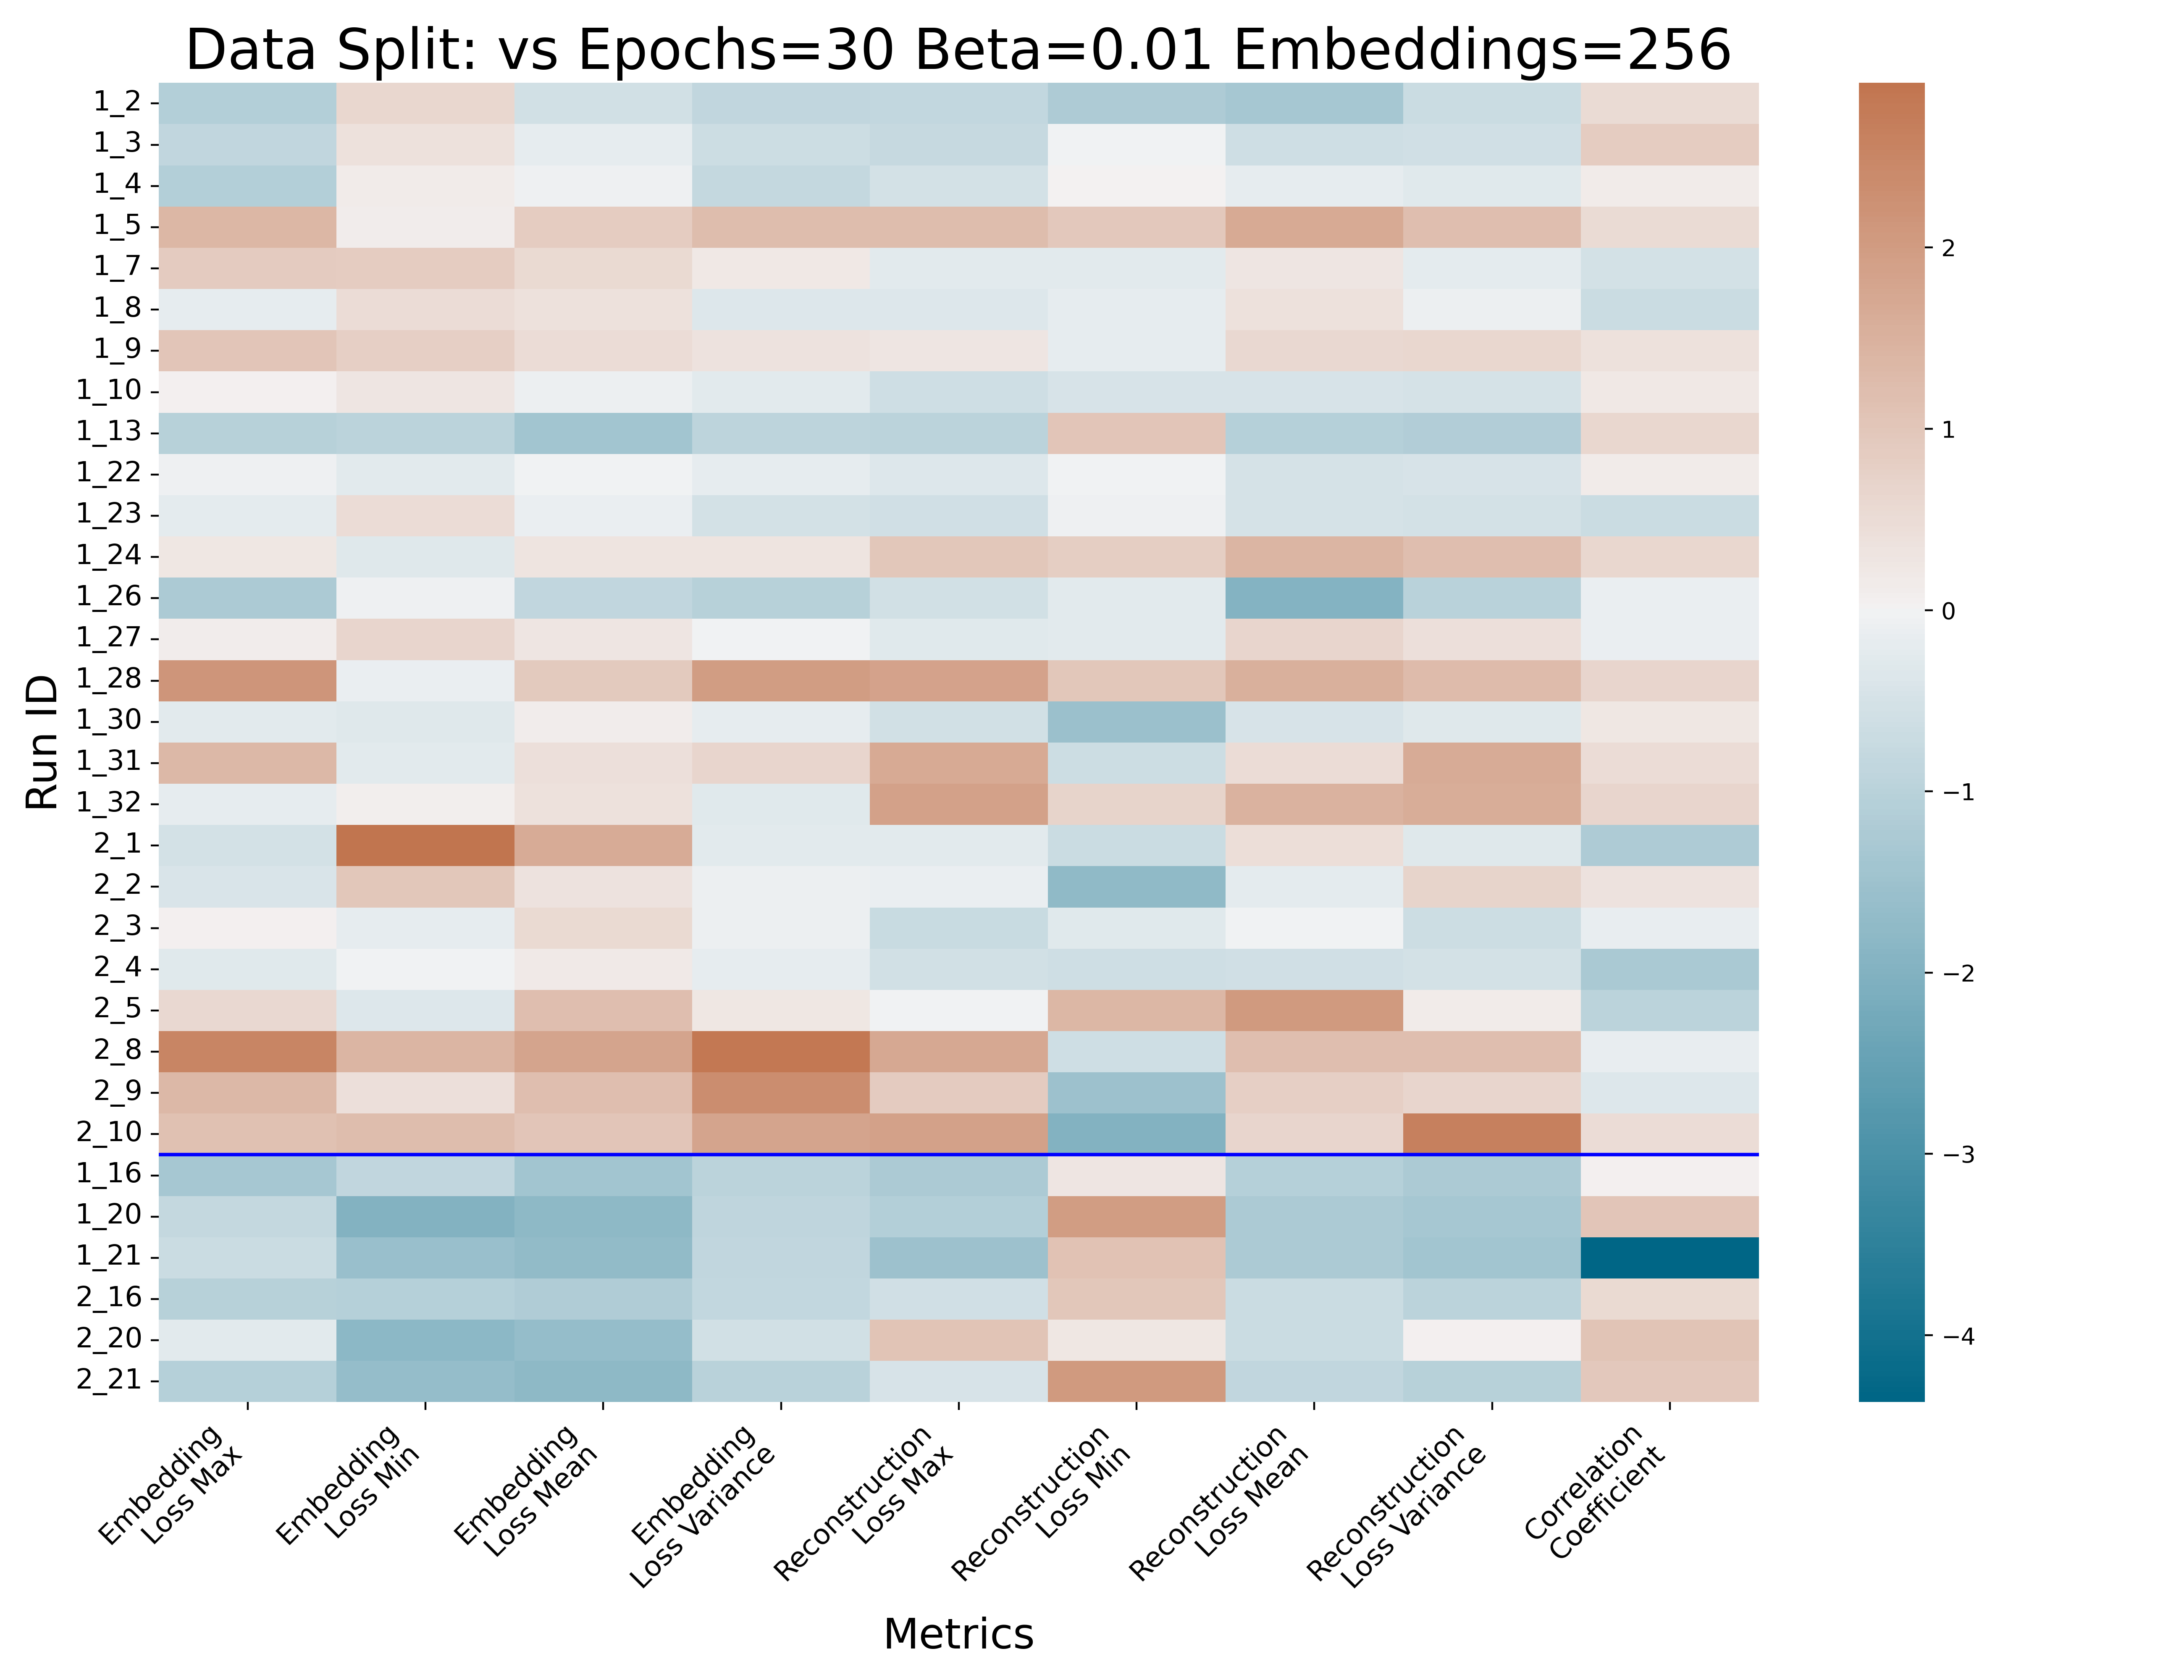 Data Split: vs Epochs=30 Beta=0.01 Embeddings=256
Run ID
1_2
1_3
1_4
1_5
1_7
1_8
1_9
1_10
1_13
1_22
1_23
1_24
1_26
1_27
1_28
1_30
1_31
1_32
2_1
2_2
2_3
2_4
2_5
2_8
2_9
2_10
1_16
1_20
1_21
2_16
2_20
2_21
Embedding
Loss Max
Embedding
Loss Min
Embedding
Loss Mean
Embedding
Loss Variance
Reconstruction
Loss Max
Reconstruction
Loss Min
Reconstruction
Loss Mean
Reconstruction
Loss Variance
Correlation
Coefficient
Metrics
2
1
0
−1
−2
−3
−4